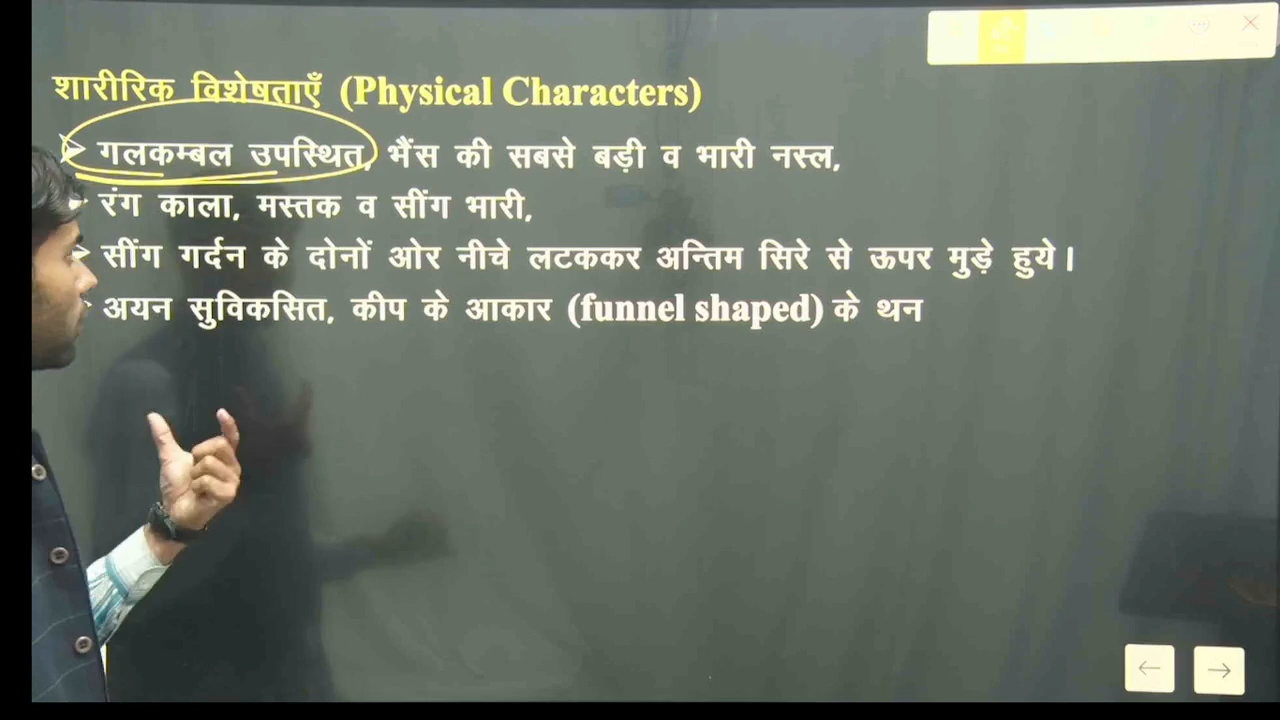 शारीरिक विशेषताएँ (Physical Characters)
➢ गलकम्बल उपस्थित, भैंस की सबसे बड़ी व भारी नस्ल,
रंग काला, मस्तक व सींग भारी,
सींग गर्दन के दोनों ओर नीचे लटककर अन्तिम सिरे से ऊपर मुड़े हुये।
अयन सुविकसित, कीप के आकार (funnel shaped) के थन